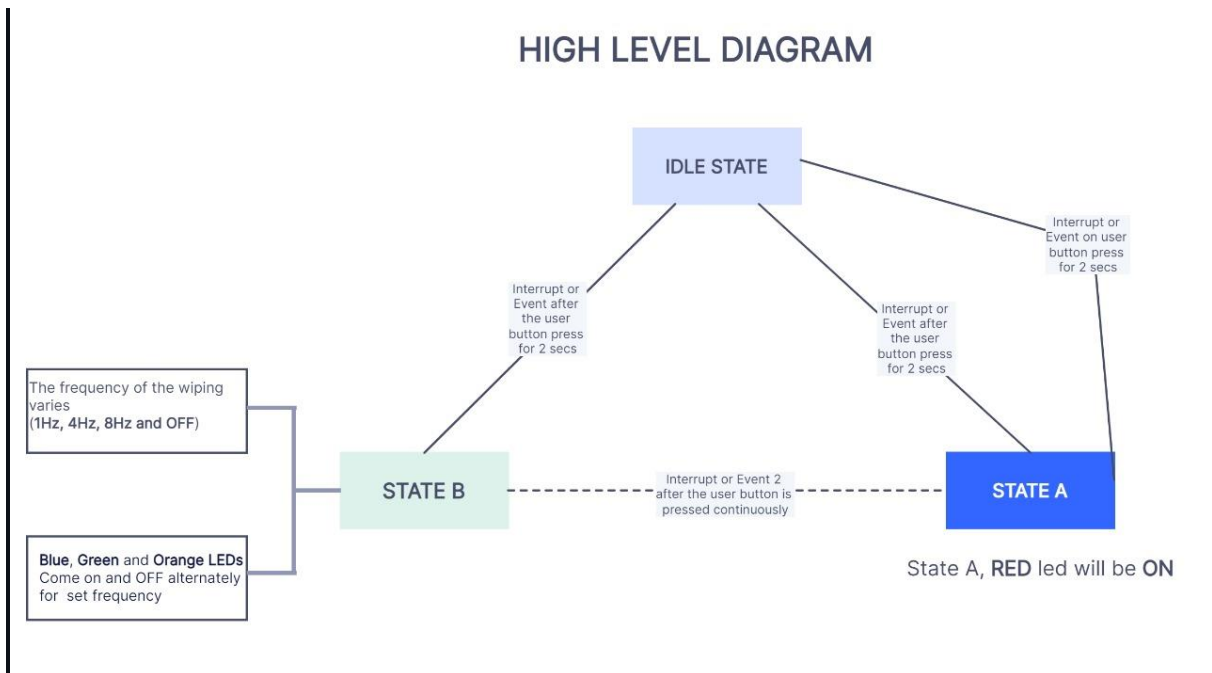 HIGH LEVEL DIAGRAM
IDLE STATE
Interrupt or
Event on user
button press
for 2 secs
Interrupt or
Event after
the user
button press
for 2 secs
Interrupt or
Event after
the user
button press
for 2 secs
The frequency of the wiping
varies
(1Hz, 4Hz, 8Hz and OFF)
STATE B
Interrupt or Event 2
after the user button is
pressed continuously
STATE A
Blue, Green and Orange LEDs
Come on and OFF alternately
for set frequency
State A, RED led will be ON